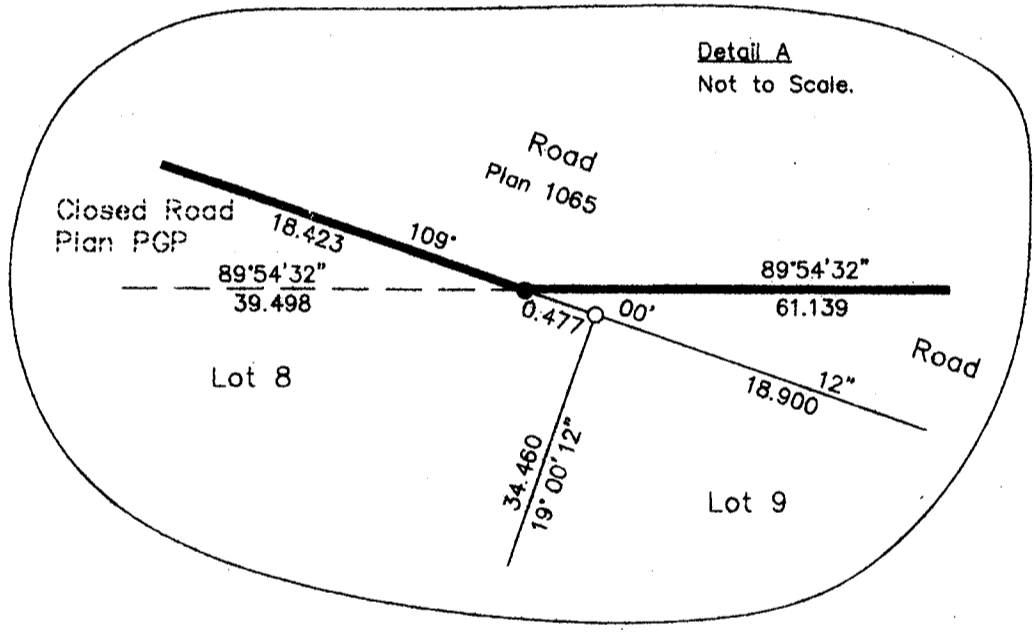 Detail A
Not to Scale.
Road
Plan 1065
Closed Road
Plan PGP
18.423
109°
89°54'32"
39.498
89°54'32"
61.139
0.477
00'
Road
12"
18.900
Lot 8
34.460
19°00'12"
Lot 9